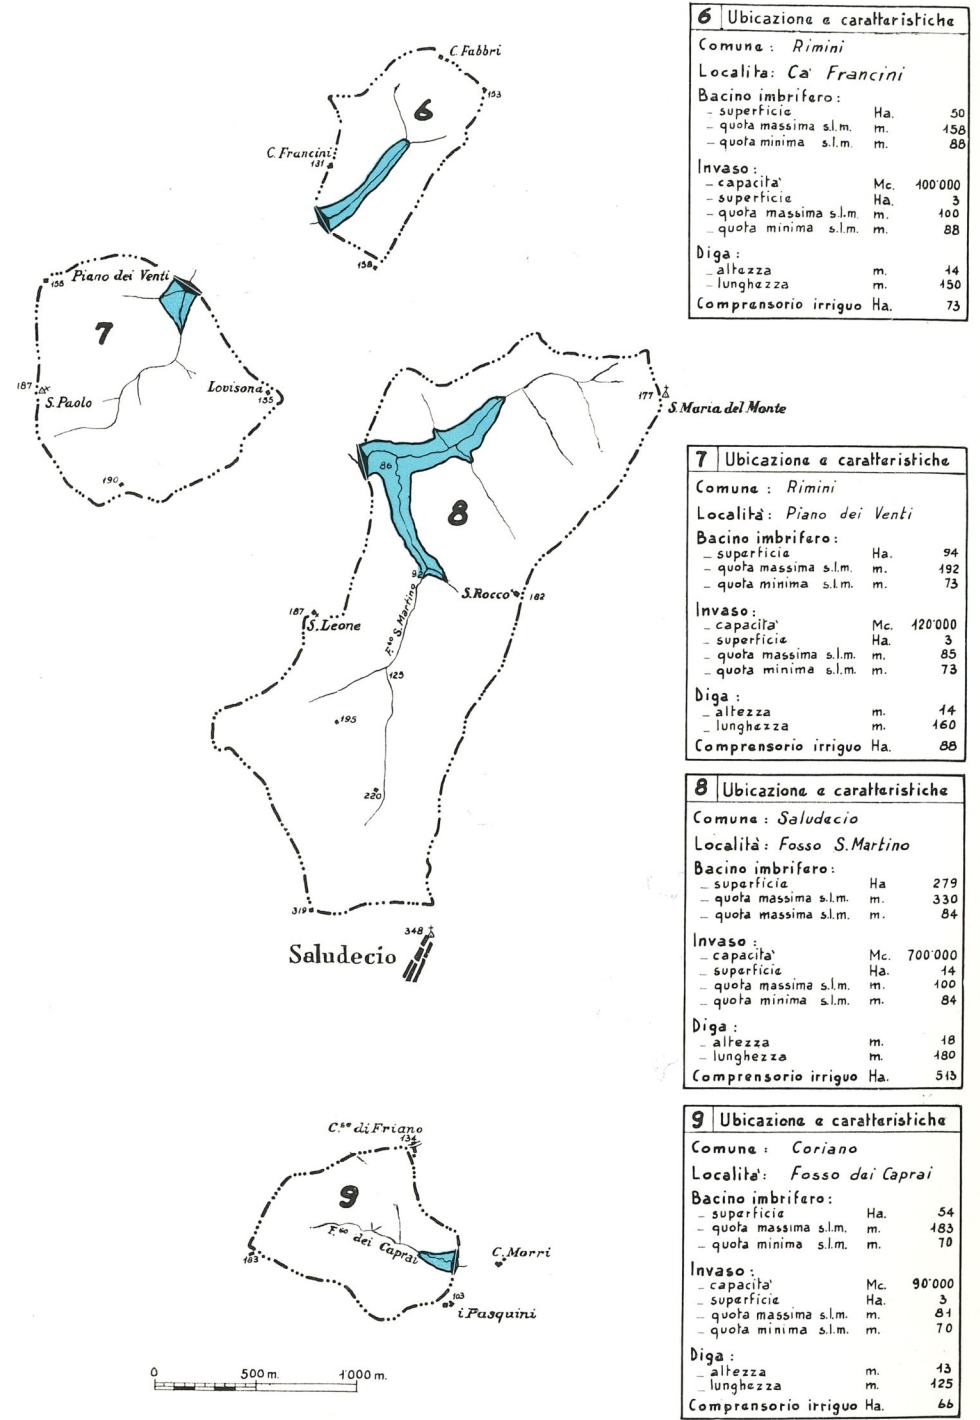 6 Ubicazione e caratteristiche
Comune : Rimini
Localita: Ca' Francini
Bacino imbrifero :
– superficie Ha. 50
– quota massima s.l.m. m. 158
– quota minima s.l.m. m. 88
Invaso :
– capacita' Mc. 100'000
– superficie Ha. 3
– quota massima s.l.m. m. 100
– quota minima s.l.m. m. 88
Diga :
– altezza m. 14
– lunghezza m. 150
Comprensorio irriguo Ha. 73
C. Fabbri
153
6
C. Francini
131
158
155
Piano dei Venti
7
187
S. Paolo
Lovisona
135
190
177
S. Maria del Monte
86
8
92
S. Rocco
182
187
S. Leone
F.so S. Martino
125
195
220
319
348
Saludecio
7 Ubicazione e caratteristiche
Comune : Rimini
Località: Piano dei Venti
Bacino imbrifero :
– superficie Ha. 94
– quota massima s.l.m. m. 192
– quota minima s.l.m. m. 73
Invaso :
– capacita' Mc. 120'000
– superficie Ha. 3
– quota massima s.l.m. m. 85
– quota minima s.l.m. m. 73
Diga :
– altezza m. 14
– lunghezza m. 160
Comprensorio irriguo Ha. 88
8 Ubicazione e caratteristiche
Comune : Saludecio
Località : Fosso S. Martino
Bacino imbrifero :
– superficie Ha 279
– quota massima s.l.m. m. 330
– quota massima s.l.m. m. 84
Invaso :
– capacita' Mc. 700'000
– superficie Ha. 14
– quota massima s.l.m. m. 100
– quota minima s.l.m. m. 84
Diga :
– altezza m. 18
– lunghezza m. 180
Comprensorio irriguo Ha. 513
9 Ubicazione e caratteristiche
Comune : Coriano
Localita': Fosso dei Caprai
Bacino imbrifero :
– superficie Ha. 54
– quota massima s.l.m. m. 183
– quota minima s.l.m. m. 70
Invaso :
– capacita' Mc. 90'000
– superficie Ha. 3
– quota massima s.l.m. m. 81
– quota minima s.l.m. m. 70
Diga :
– altezza m. 13
– lunghezza m. 125
Comprensorio irriguo Ha. 66
C.se di Friano
134
9
F.so dei Caprai
183
C. Morri
103
i Pasquini
0 500 m. 1'000 m.